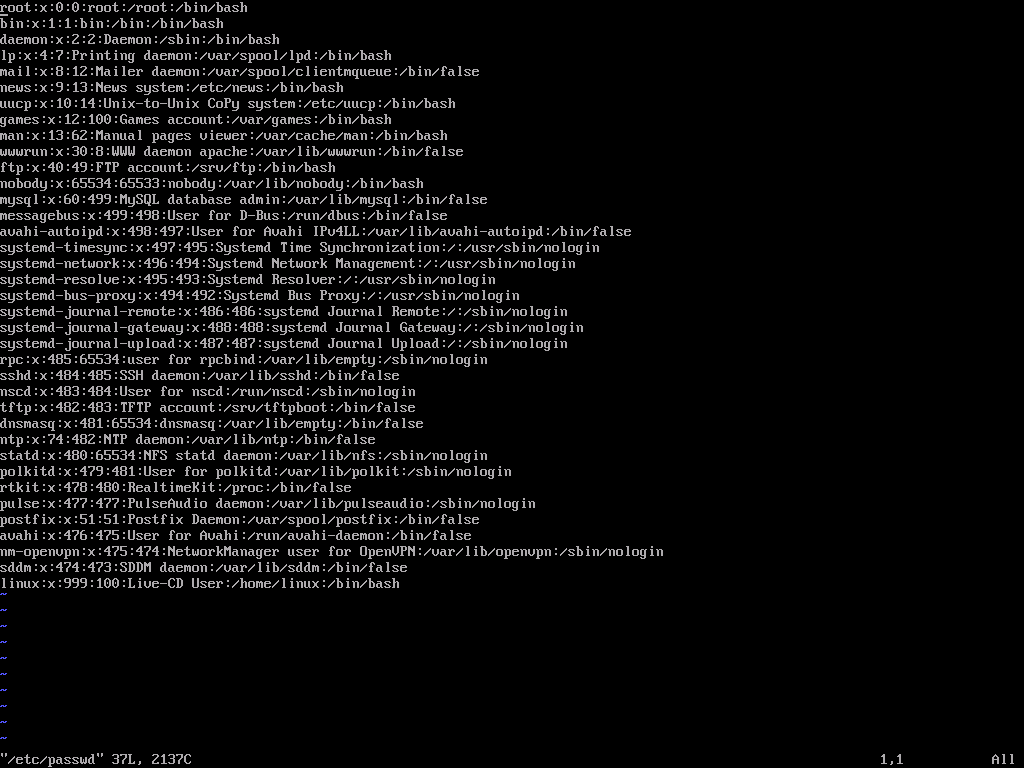 root:x:0:0:root:/root:/bin/bash
bin:x:1:1:bin:/bin:/bin/bash
daemon:x:2:2:Daemon:/sbin:/bin/bash
lp:x:4:7:Printing daemon:/var/spool/lpd:/bin/bash
mail:x:8:12:Mailer daemon:/var/spool/clientmqueue:/bin/false
news:x:9:13:News system:/etc/news:/bin/bash
uucp:x:10:14:Unix-to-Unix CoPy system:/etc/uucp:/bin/bash
games:x:12:100:Games account:/var/games:/bin/bash
man:x:13:62:Manual pages viewer:/var/cache/man:/bin/bash
wwwrun:x:30:8:WWW daemon apache:/var/lib/wwwrun:/bin/false
ftp:x:40:49:FTP account:/srv/ftp:/bin/bash
nobody:x:65534:65533:nobody:/var/lib/nobody:/bin/bash
mysql:x:60:499:MySQL database admin:/var/lib/mysql:/bin/false
messagebus:x:499:498:User for D-Bus:/run/dbus:/bin/false
avahi-autoipd:x:498:497:User for Avahi IPv4LL:/var/lib/avahi-autoipd:/bin/false
systemd-timesync:x:497:495:Systemd Time Synchronization:/:/usr/sbin/nologin
systemd-network:x:496:494:Systemd Network Management:/:/usr/sbin/nologin
systemd-resolve:x:495:493:Systemd Resolver:/:/usr/sbin/nologin
systemd-bus-proxy:x:494:492:Systemd Bus Proxy:/:/usr/sbin/nologin
systemd-journal-remote:x:486:486:systemd Journal Remote:/:/sbin/nologin
systemd-journal-gateway:x:488:488:systemd Journal Gateway:/:/sbin/nologin
systemd-journal-upload:x:487:487:systemd Journal Upload:/:/sbin/nologin
rpc:x:485:65534:user for rpcbind:/var/lib/empty:/sbin/nologin
sshd:x:484:485:SSH daemon:/var/lib/sshd:/bin/false
nscd:x:483:484:User for nscd:/run/nscd:/sbin/nologin
tftp:x:482:483:TFTP account:/srv/tftpboot:/bin/false
dnsmasq:x:481:65534:dnsmasq:/var/lib/empty:/bin/false
ntp:x:74:482:NTP daemon:/var/lib/ntp:/bin/false
statd:x:480:65534:NFS statd daemon:/var/lib/nfs:/sbin/nologin
polkitd:x:479:481:User for polkitd:/var/lib/polkit:/sbin/nologin
rtkit:x:478:480:RealtimeKit:/proc:/bin/false
pulse:x:477:477:PulseAudio daemon:/var/lib/pulseaudio:/sbin/nologin
postfix:x:51:51:Postfix Daemon:/var/spool/postfix:/bin/false
avahi:x:476:475:User for Avahi:/run/avahi-daemon:/bin/false
nm-openvpn:x:475:474:NetworkManager user for OpenVPN:/var/lib/openvpn:/sbin/nologin
sddm:x:474:473:SDDM daemon:/var/lib/sddm:/bin/false
linux:x:999:100:Live-CD User:/home/linux:/bin/bash
~
~
~
~
~
~
~
~
~
~
"/etc/passwd" 37L, 2137C 1,1 All